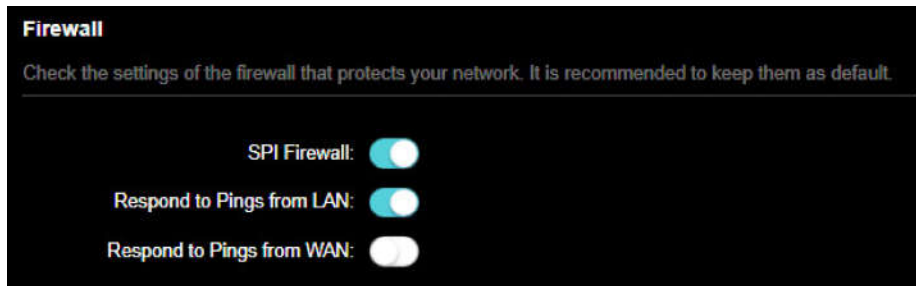 Firewall
Check the settings of the firewall that protects your network. It is recommended to keep them as default.
SPI Firewall:
Respond to Pings from LAN:
Respond to Pings from WAN: